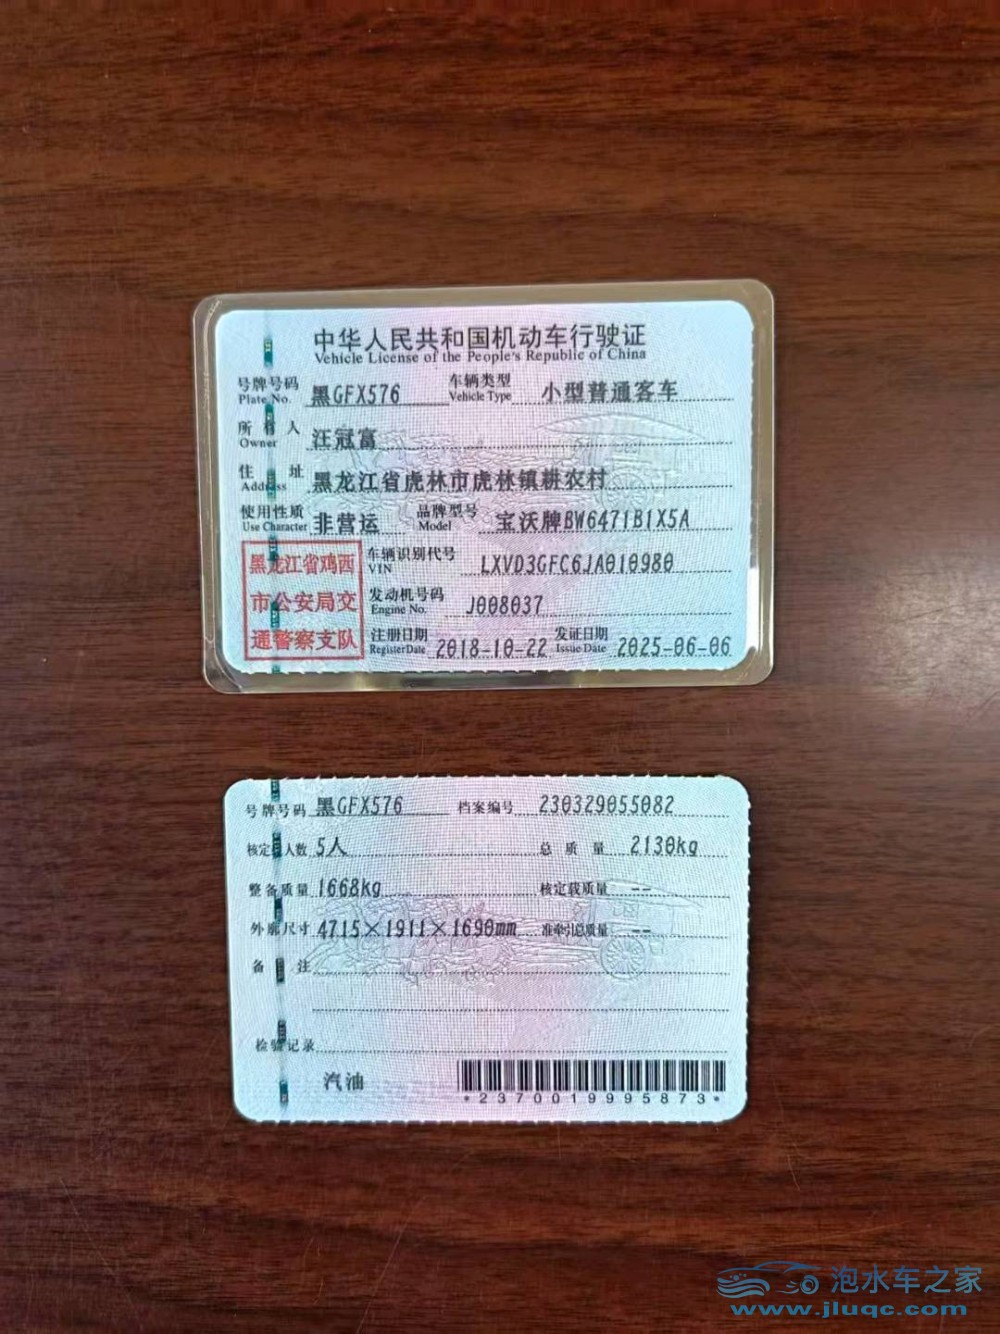 中华人民共和国机动车行驶证
Vehicle License of the People's Republic of China
号牌号码 黑GFX576 车辆类型 小型普通客车
Plate No. Vehicle Type
所有人 汪冠富
Owner
住址 黑龙江省虎林市虎林镇耕农村
Address
使用性质 非营运 品牌型号 宝沃牌BW6471B1X5A
Use Character Model
黑龙江省鸡西
市公安局交
通警察支队
车辆识别代号 LXVD3GFC6JA010980
VIN
发动机号码 J008037
Engine No.
注册日期 2018-10-22 发证日期 2025-06-06
Register Date Issue Date
号牌号码 黑GFX576 档案编号 230329055082
核定人数 5人 总质量 2130kg
整备质量 1668kg 核定载质量 --
外廓尺寸 4715×1911×1690mm 准牵引总质量 --
备注
检验记录
汽油
*2370019995873*
泡水车之家
www.jluqc.com